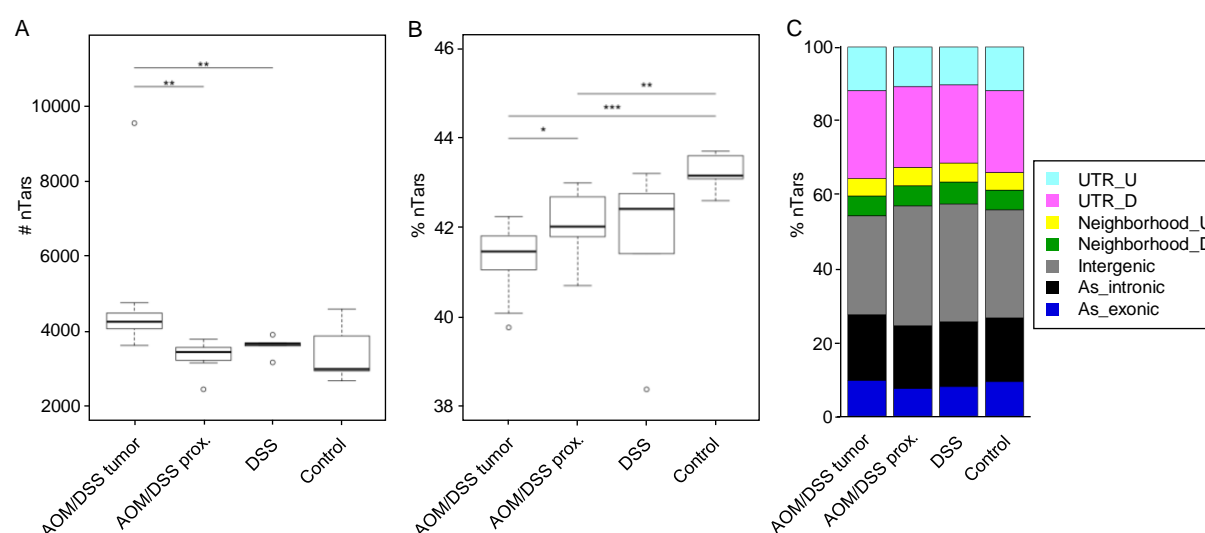 A
# nTars
10000
8000
6000
4000
2000
**
**
AOM/DSS tumor
AOM/DSS prox.
DSS
Control
B
% nTars
46
44
42
40
38
**
***
*
AOM/DSS tumor
AOM/DSS prox.
DSS
Control
C
% nTars
100
80
60
40
20
0
AOM/DSS tumor
AOM/DSS prox.
DSS
Control
UTR_U
UTR_D
Neighborhood_U
Neighborhood_D
Intergenic
As_intronic
As_exonic